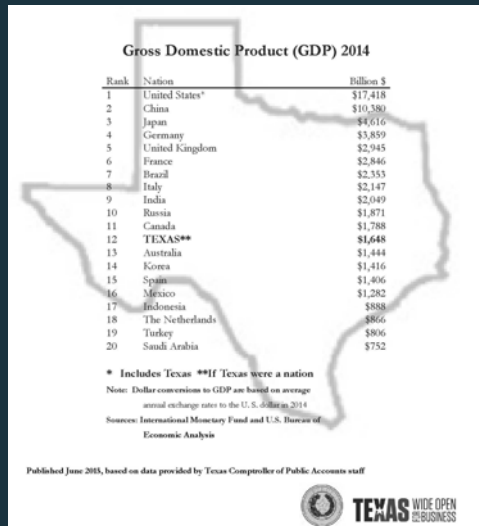 Gross Domestic Product (GDP) 2014
Rank Nation Billion $
1 United States* $17,418
2 China $10,380
3 Japan $4,616
4 Germany $3,859
5 United Kingdom $2,945
6 France $2,846
7 Brazil $2,353
8 Italy $2,147
9 India $2,049
10 Russia $1,871
11 Canada $1,788
12 TEXAS** $1,648
13 Australia $1,444
14 Korea $1,416
15 Spain $1,406
16 Mexico $1,282
17 Indonesia $888
18 The Netherlands $866
19 Turkey $806
20 Saudi Arabia $752
* Includes Texas **If Texas were a nation
Note: Dollar conversions to GDP are based on average
annual exchange rates to the U. S. dollar in 2014
Sources: International Monetary Fund and U.S. Bureau of
Economic Analysis
Published June 2015, based on data provided by Texas Comptroller of Public Accounts staff
TEXAS WIDE OPEN
FOR BUSINESS